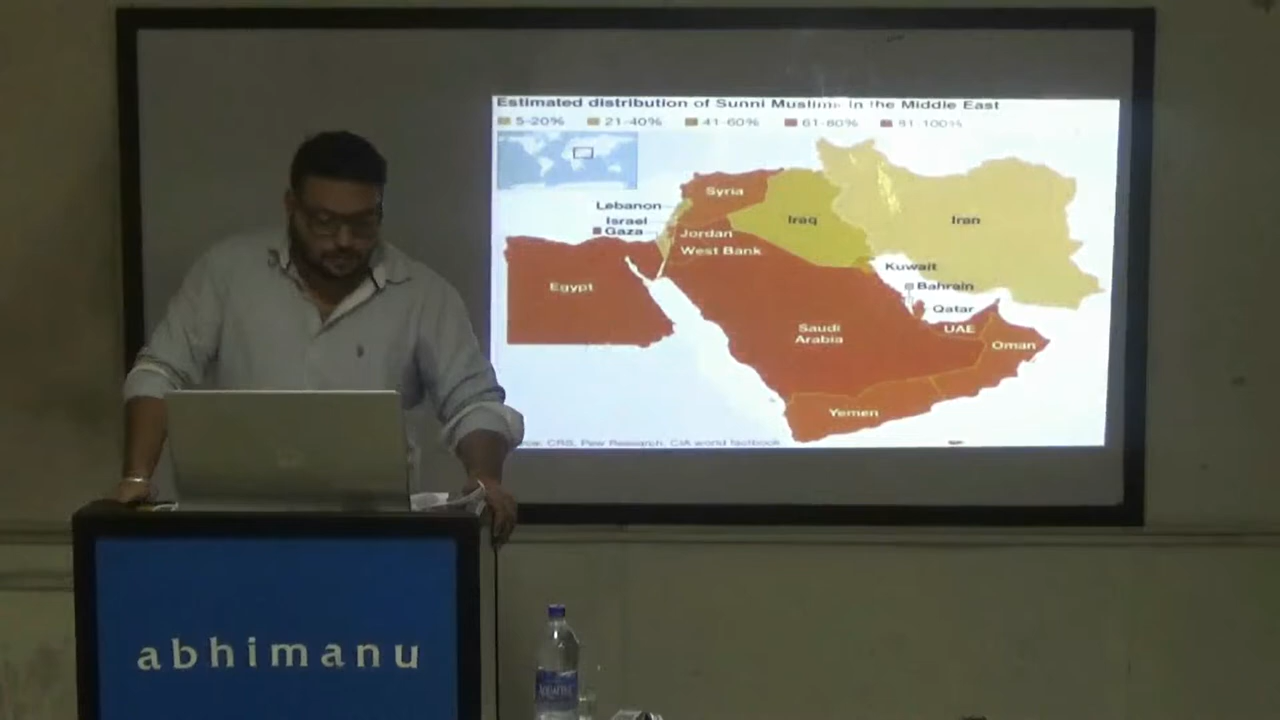 Estimated distribution of Sunni Muslims in the Middle East
5-20% 21-40% 41-60% 61-80% 81-100%
Syria
Lebanon
Iraq
Iran
Israel
Gaza
Jordan
West Bank
Kuwait
Egypt
Bahrain
Qatar
Saudi
Arabia
UAE
Oman
Yemen
CRS, Pew Research, CIA world factbook
abhimanu